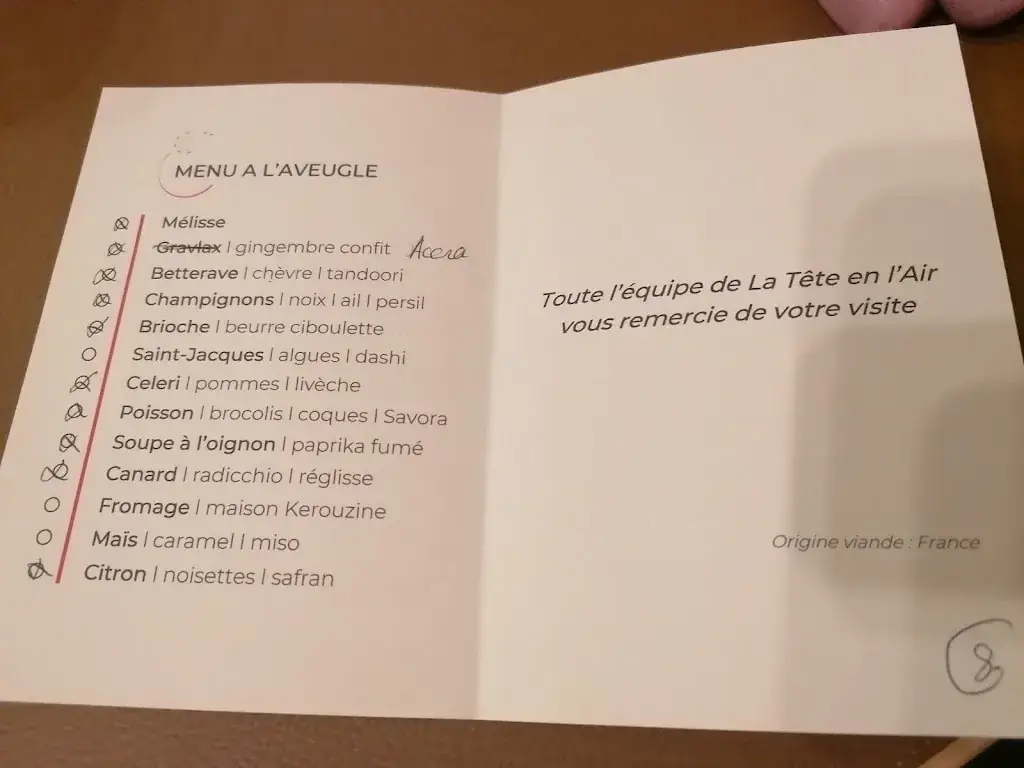 MENU A L'AVEUGLE
Mélisse
Gravlax | gingembre confit Accra
Betterave | chèvre | tandoori
Champignons | noix | ail | persil
Brioche | beurre ciboulette
Saint-Jacques | algues | dashi
Celeri | pommes | livèche
Poisson | brocolis | coques | Savora
Soupe à l'oignon | paprika fumé
Canard | radicchio | réglisse
Fromage | maison Kerouzine
Maïs | caramel | miso
Citron | noisettes | safran
Toute l'équipe de La Tête en l'Air
vous remercie de votre visite
Origine viande : France
8